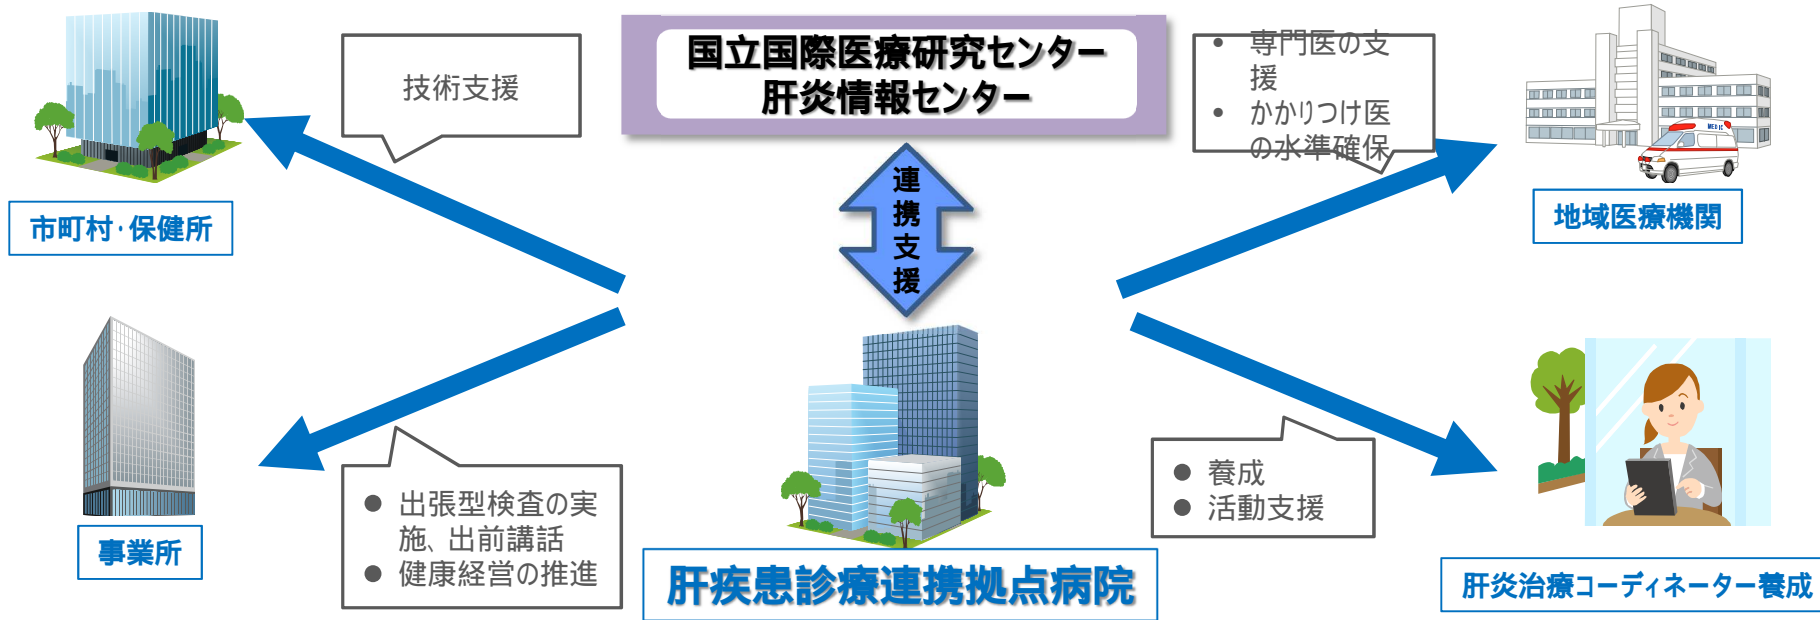 国立国際医療研究センター
肝炎情報センター
技術支援
• 専門医の支
援
• かかりつけ医
の水準確保
連
携
支
援
MEDIC
市町村・保健所
地域医療機関
● 出張型検査の実
施、出前講話
● 健康経営の推進
● 養成
● 活動支援
事業所
肝疾患診療連携拠点病院
肝炎治療コーディネーター養成